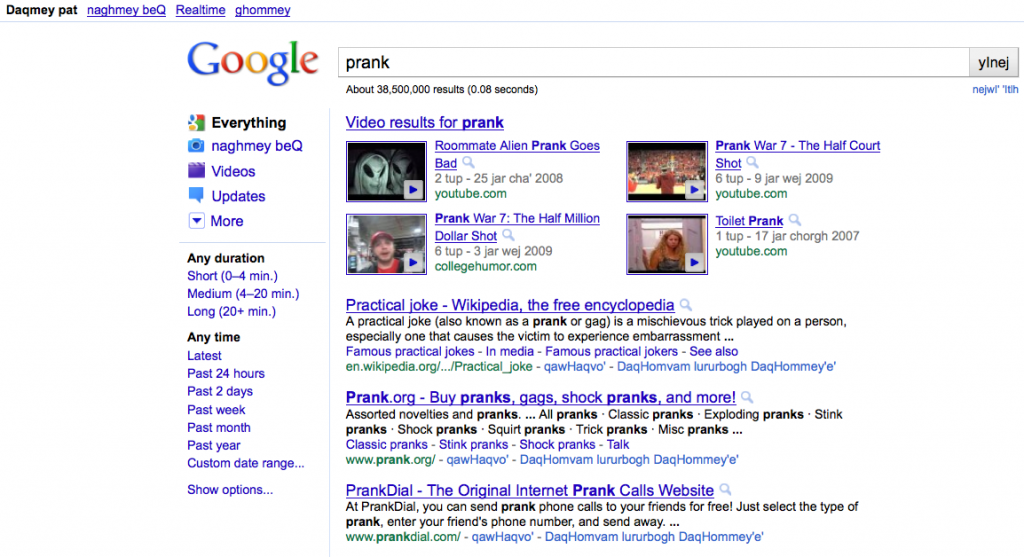 Daqmey pat naghmey beQ Realtime ghommey
Google
prank
ylnej
About 38,500,000 results (0.08 seconds)
nejwI' 'ItIh
Everything
naghmey beQ
Videos
Updates
More
Any duration
Short (0–4 min.)
Medium (4–20 min.)
Long (20+ min.)
Any time
Latest
Past 24 hours
Past 2 days
Past week
Past month
Past year
Custom date range...
Show options...
Video results for prank
Roommate Alien Prank Goes
Bad
2 tup - 25 jar cha' 2008
youtube.com
Prank War 7 - The Half Court
Shot
6 tup - 9 jar wej 2009
youtube.com
Prank War 7: The Half Million
Dollar Shot
6 tup - 3 jar wej 2009
collegehumor.com
Toilet Prank
1 tup - 17 jar chorgh 2007
youtube.com
Practical joke - Wikipedia, the free encyclopedia
A practical joke (also known as a prank or gag) is a mischievous trick played on a person,
especially one that causes the victim to experience embarrassment ...
Famous practical jokes - In media - Famous practical jokers - See also
en.wikipedia.org/.../Practical_joke - qawHaqvo' - DaqHomvam lururbogh DaqHommey'e'
Prank.org - Buy pranks, gags, shock pranks, and more!
Assorted novelties and pranks. ... All pranks · Classic pranks · Exploding pranks · Stink
pranks · Shock pranks · Squirt pranks · Trick pranks · Misc pranks ...
Classic pranks - Stink pranks - Shock pranks - Talk
www.prank.org/ - qawHaqvo' - DaqHomvam lururbogh DaqHommey'e'
PrankDial - The Original Internet Prank Calls Website
At PrankDial, you can send prank phone calls to your friends for free! Just select the type of
prank, enter your friend's phone number, and send away. ...
www.prankdial.com/ - qawHaqvo' - DaqHomvam lururbogh DaqHommey'e'